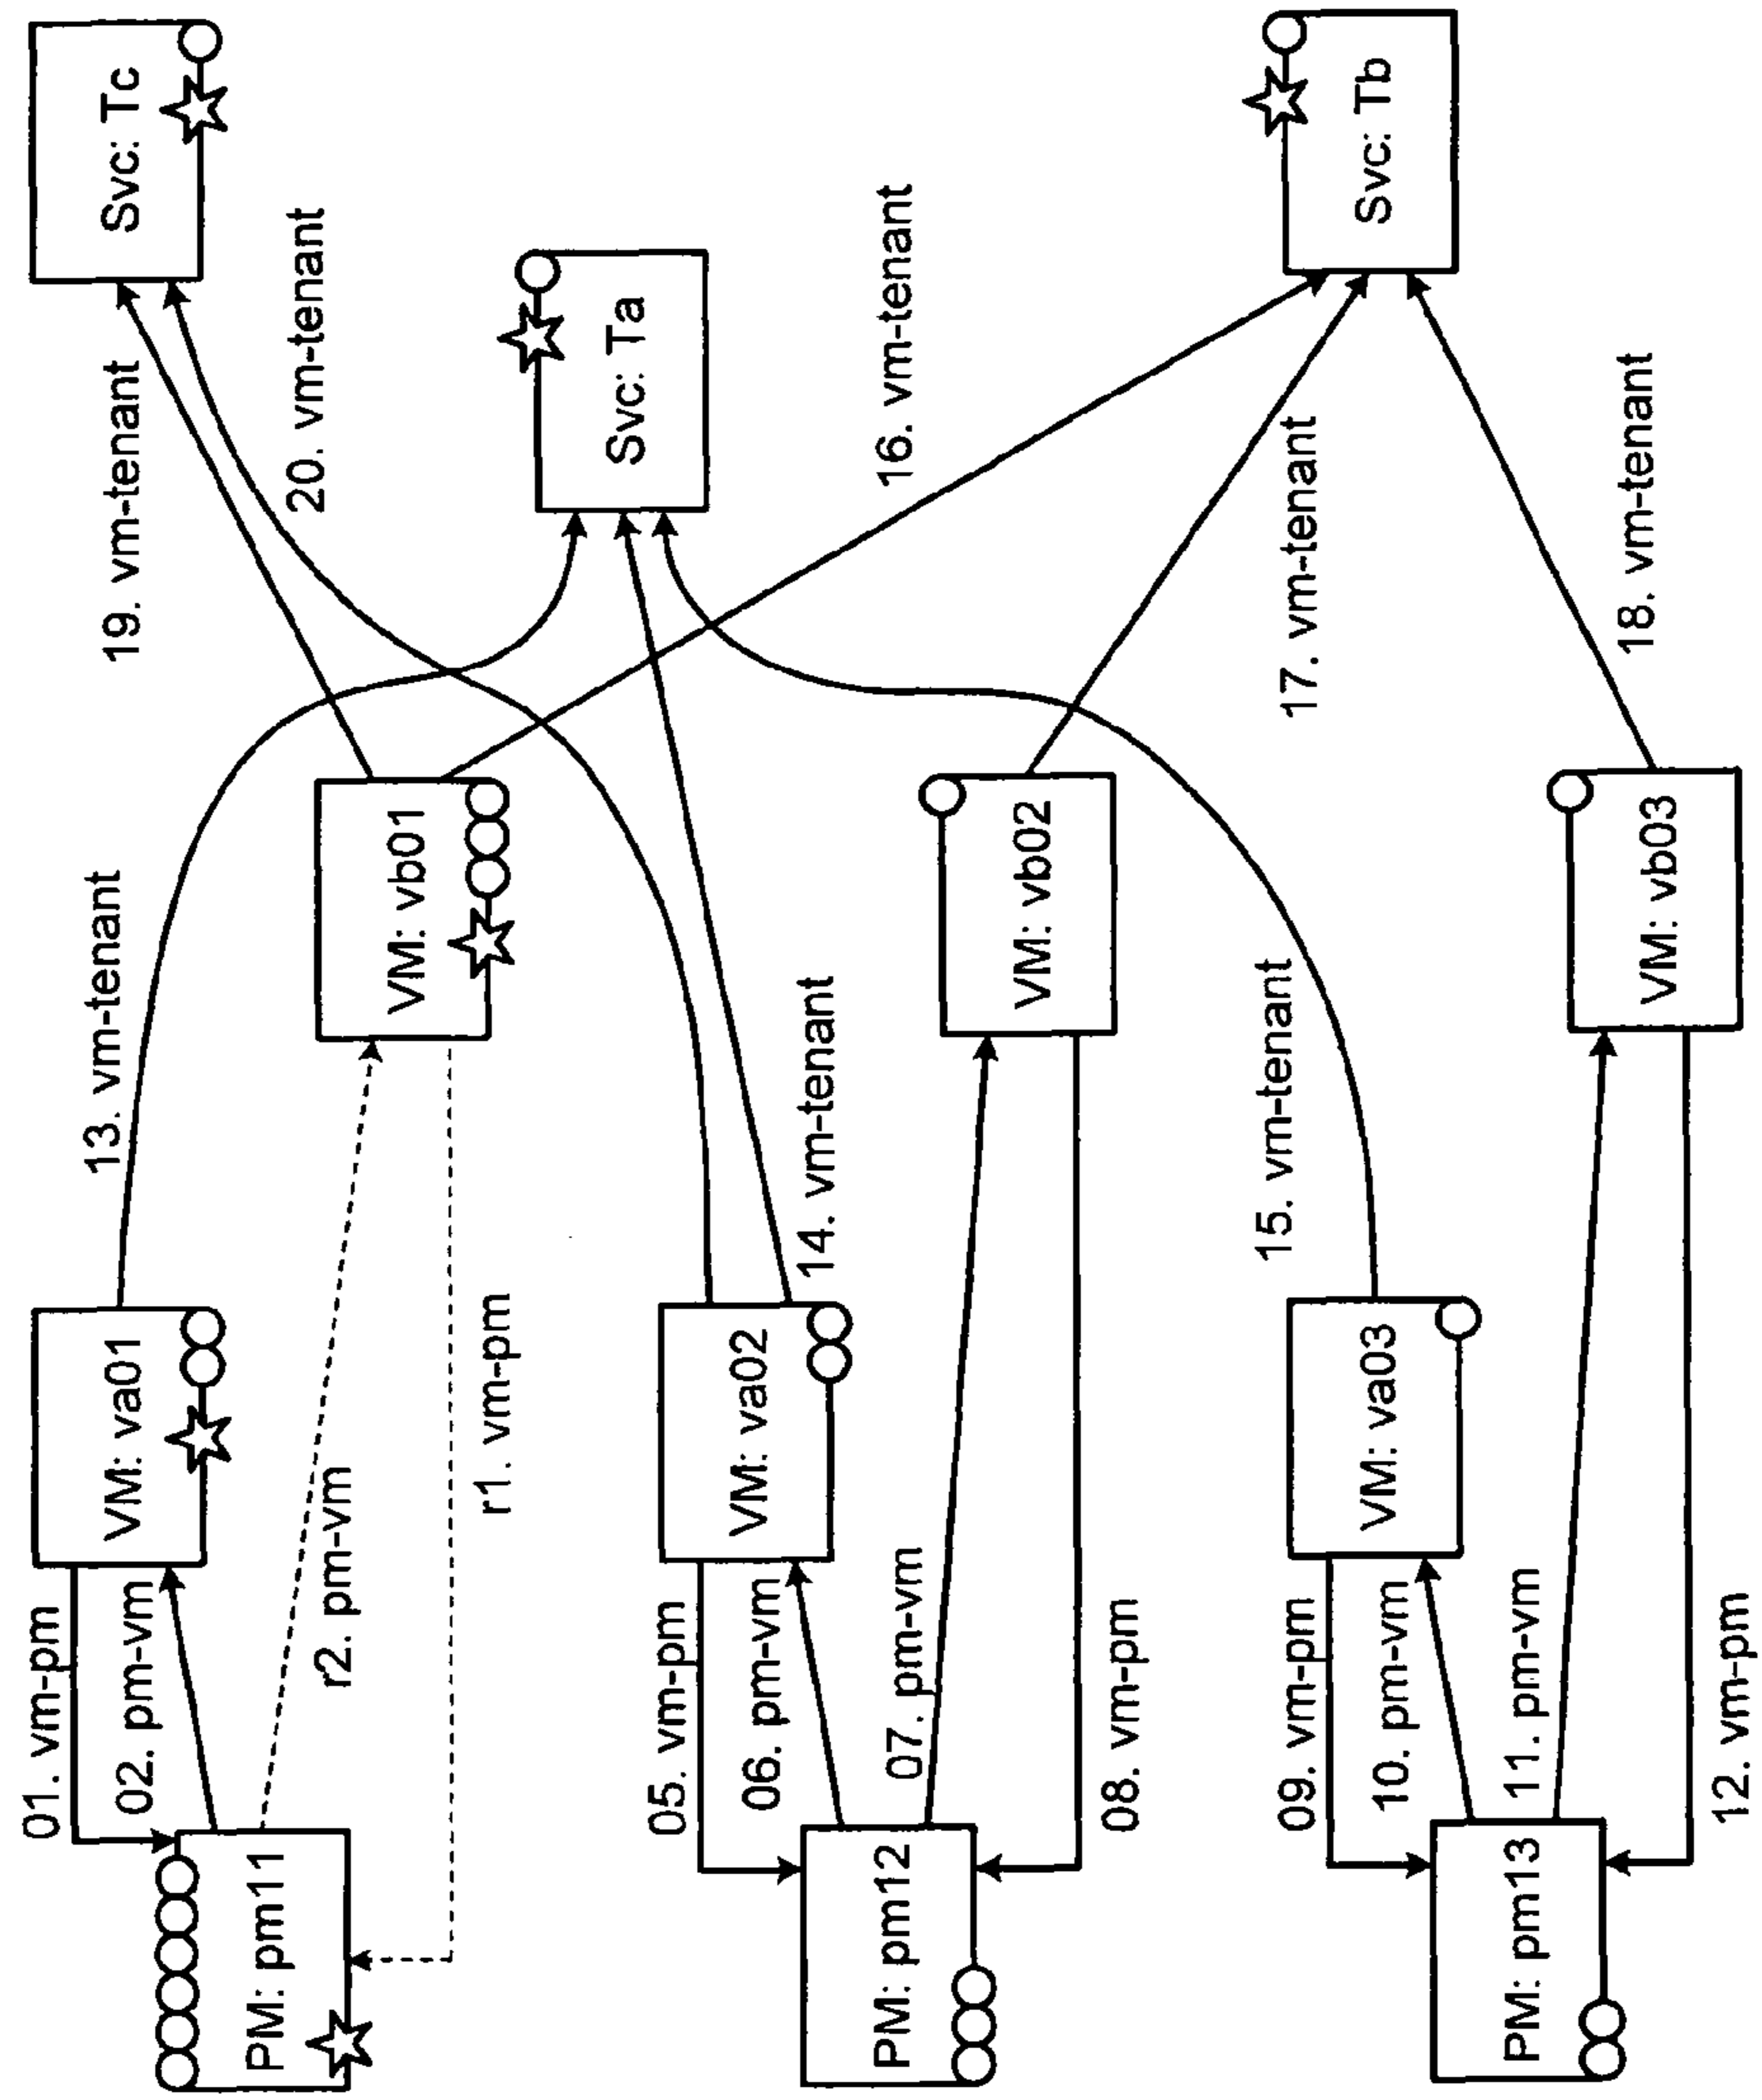 01. vm-pm
02. pm-vm
PM: pm11
VM: va01
13. vm-tenant
r2. pm-vm
r1. vm-pm
VM: vb01
19. vm-tenant
20. vm-tenant
Svc: Tc
Svc: Ta
05. vm-pm
06. pm-vm
PM: pm12
07. pm-vm
08. vm-pm
VM: va02
14. vm-tenant
VM: vb02
16. vm-tenant
17. vm-tenant
Svc: Tb
09. vm-pm
10. pm-vm
PM: pm13
11. pm-vm
12. vm-pm
VM: va03
15. vm-tenant
VM: vb03
18. vm-tenant